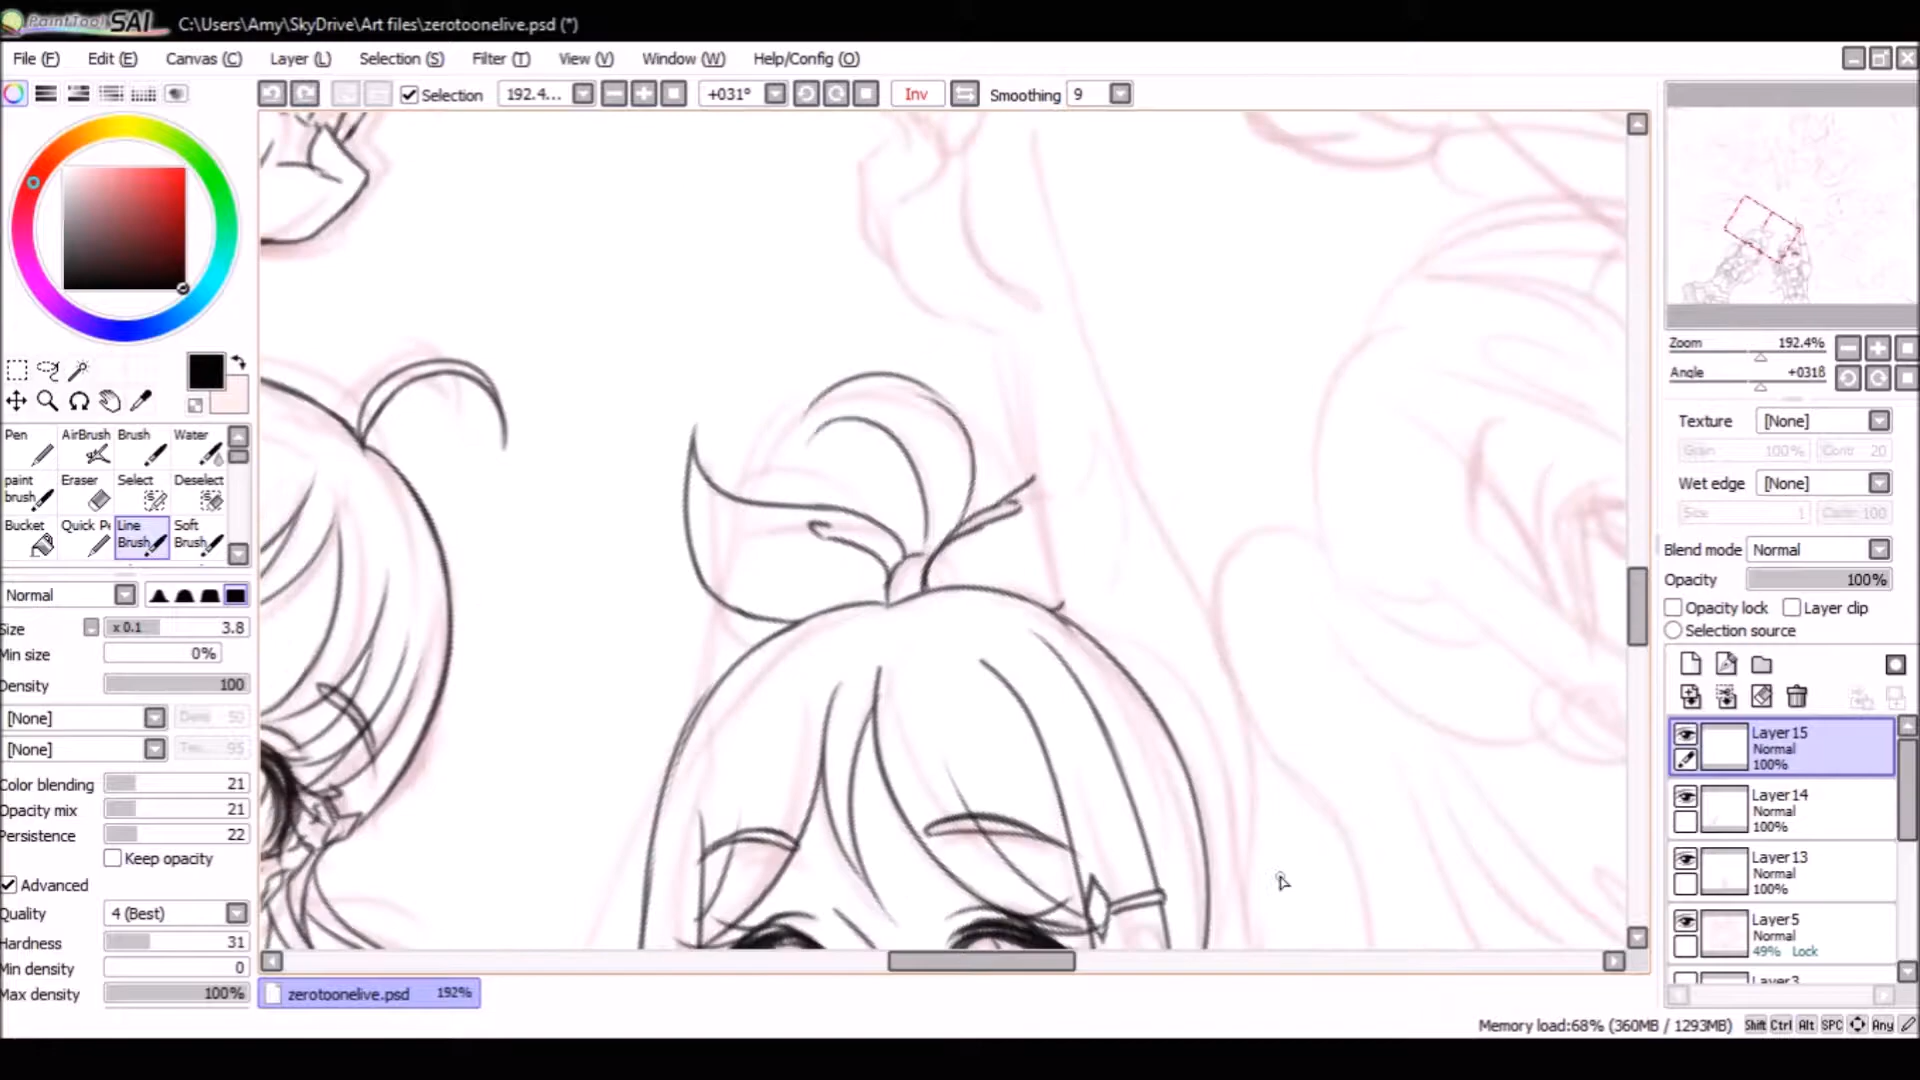 PaintTool SAI C:\Users\Amy\SkyDrive\Art files\zerotoonelive.psd (*)
File (F) Edit (E) Canvas (C) Layer (L) Selection (S) Filter (T) View (V) Window (W) Help/Config (O)
Selection 192.4... +031° Inv Smoothing 9
Zoom 192.4%
Angle +0318
Texture [None]
Grain 100% Contr 20
Wet edge [None]
Size 1 100
Blend mode Normal
Opacity 100%
Opacity lock Layer clip
Selection source
Pen AirBrush Brush Water
paint brush Eraser Select Deselect
Bucket Quick Pe Line Brush Soft Brush
Normal
Size x 0.1 3.8
Min size 0%
Density 100
[None] 50
[None] 95
Color blending 21
Opacity mix 21
Persistence 22
Keep opacity
Advanced
Quality 4 (Best)
Hardness 31
Min density 0
Max density 100%
Layer15
Normal
100%
Layer14
Normal
100%
Layer13
Normal
100%
Layer5
Normal
49% Lock
Layer3
zerotoonelive.psd 192%
Memory load:68% (360MB / 1293MB) Shift Ctrl Alt SPC Any